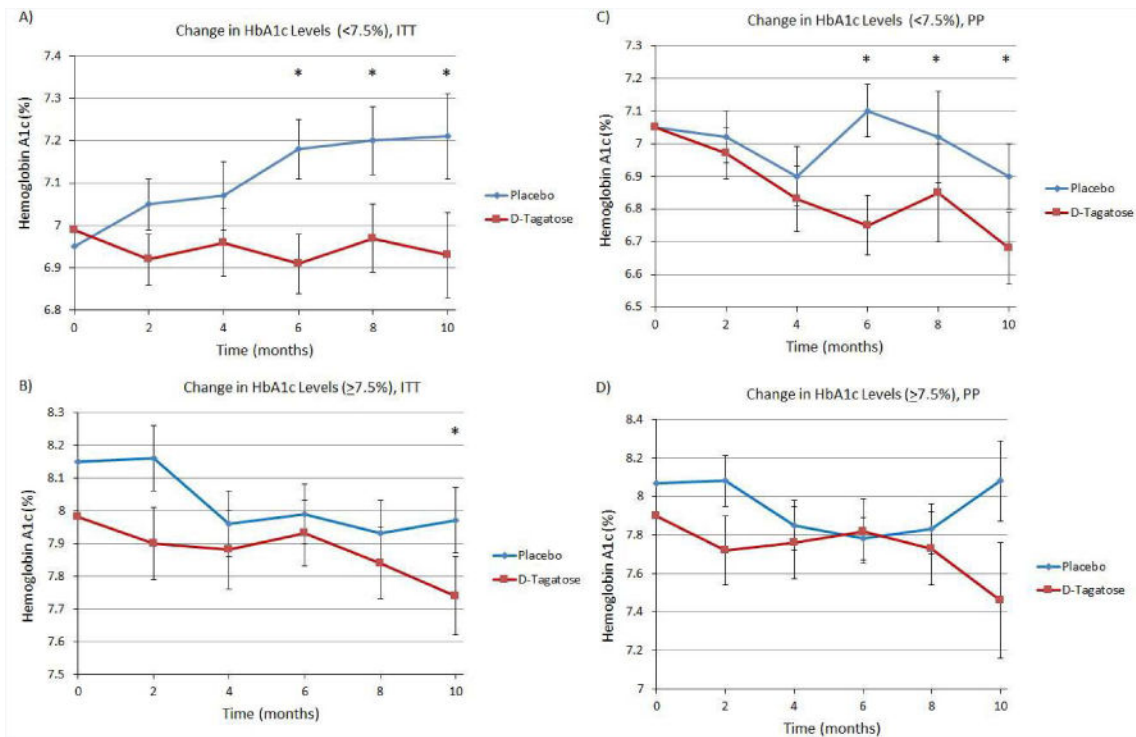 A)
Change in HbA1c Levels (<7.5%), ITT
Hemoglobin A1c (%)
7.4
7.3
7.2
7.1
7
6.9
6.8
* * *
0 2 4 6 8 10
Time (months)
Placebo
D-Tagatose
C)
Change in HbA1c Levels (<7.5%), PP
Hemoglobin A1c (%)
7.3
7.2
7.1
7
6.9
6.8
6.7
6.6
6.5
* * *
0 2 4 6 8 10
Time (months)
Placebo
D-Tagatose
B)
Change in HbA1c Levels (≥7.5%), ITT
Hemoglobin A1c (%)
8.3
8.2
8.1
8
7.9
7.8
7.7
7.6
7.5
*
0 2 4 6 8 10
Time (months)
Placebo
D-Tagatose
D)
Change in HbA1c Levels (≥7.5%), PP
Hemoglobin A1c (%)
8.4
8.2
8
7.8
7.6
7.4
7.2
7
0 2 4 6 8 10
Time (months)
Placebo
D-Tagatose